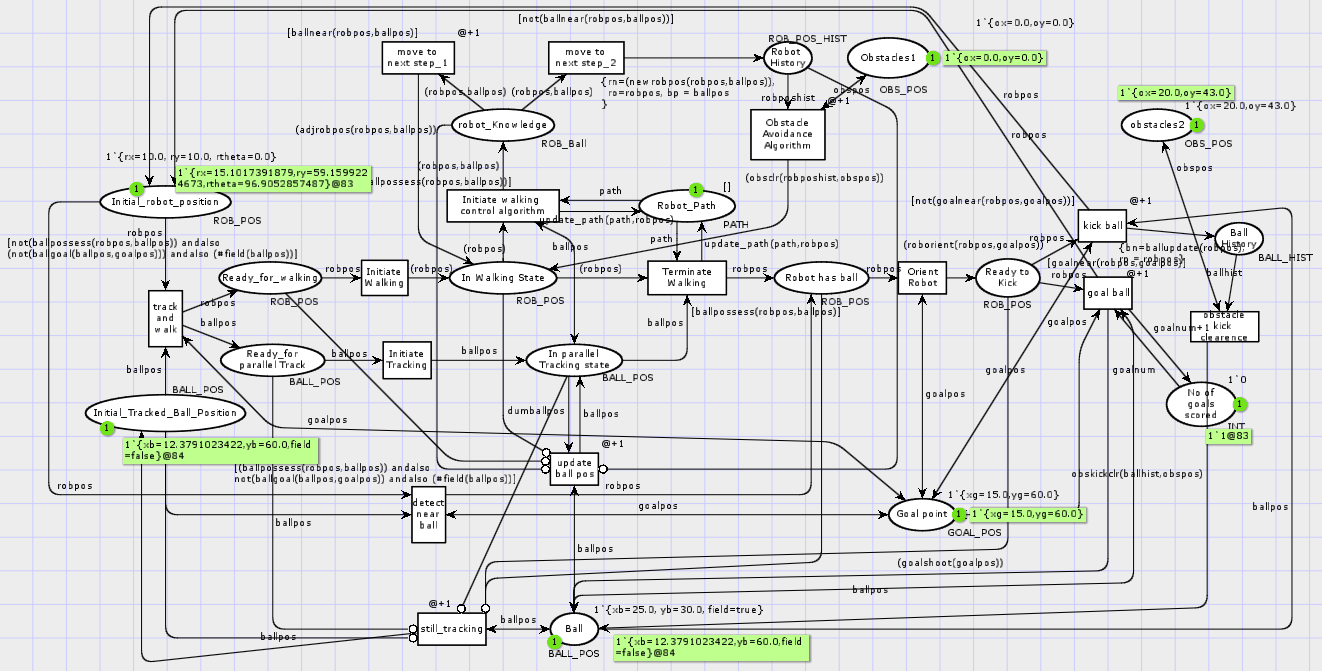 [not(ballnear(robpos,ballpos))]
1`{ox=0.0,oy=0.0}
[ballnear(robpos,ballpos)]
@+1
ROB_POS_HIST
move to
next step_1
move to
next step_2
Robot
History
Obstacles1
1
1`{ox=0.0,oy=0.0}
{rn=(new robpos(robpos,ballpos)),
ro=robpos, bp = ballpos
}
(robpos,ballpos)
(robpos,ballpos)
obspos
OBS_POS
robposhist
@+1
robpos
1`{ox=20.0,oy=43.0}
1`{ox=20.0,oy=43.0}
(adjrobpos(robpos,ballpos))
robot_Knowledge
ROB_Ball
Obstacle
Avoidance
Algorithm
robpos
obstacles2
1
OBS_POS
1`{rx=10.0, ry=10.0, rtheta=0.0}
1`{rx=15.1017391879,ry=59.159922
4673,rtheta=96.9052857487}@83
(robpos,ballpos)
allpossess(robpos,ballpos))]
(obsclr(robposhist,obspos))
obspos
1
Initial_robot_position
ROB_POS
Initiate walking
control algorithm
path
update_path(path,robpos)
1
[]
Robot_Path
PATH
[not(goalnear(robpos,goalpos))]
@+1
kick ball
robpos
[not(ballpossess(robpos,ballpos)) andalso
(not(ballgoal(ballpos,goalpos))) andalso (#field(ballpos))]
(robpos)
ballpos
path
update_path(path,robpos)
(roborient(robpos,goalpos))
robpos
{bn=ballupdate(robpos),
Ball
History
BALL_HIST
Ready_for_walking
ROB_POS
robpos
Initiate
Walking
(robpos)
In Walking State
ROB_POS
(robpos)
Terminate
Walking
robpos
Robot has ball
ROB_POS
robpos
Orient
Robot
Ready to
Kick
ROB_POS
[goalnear(robpos,goalpos)]
robpos
@+1
goal ball
ballhist
track
and
walk
robpos
ballpos
[ballpossess(robpos,ballpos)]
ballpos
goalpos
goalnum+1
obstacle
kick
clearence
Ready_for
parallel Track
BALL_POS
ballpos
Initiate
Tracking
ballpos
In parallel
Tracking state
BALL_POS
ballpos
goalpos
goalnum
1`0
BALL_POS
Initial_Tracked_Ball_Position
1
1`{xb=12.3791023422,yb=60.0,field
=false}@84
goalpos
dumballpos
ballpos
goalpos
No of
goals
scored
1
INT
1`1@83
@+1
update
ball pos
robpos
[(ballpossess(robpos,ballpos)) andalso
not(ballgoal(ballpos,goalpos)) andalso (#field(ballpos))]
obskickclr(ballhist,obspos)
robpos
detect
near
ball
goalpos
1`{xg=15.0,yg=60.0}
Goal point
1
1`{xg=15.0,yg=60.0}
GOAL_POS
ballpos
ballpos
ballpos
(goalshoot(goalpos))
ballpos
@+1
still_tracking
ballpos
1`{xb=25.0, yb=30.0, field=true}
Ball
1
BALL_POS
1`{xb=12.3791023422,yb=60.0,field
=false}@84
ballpos